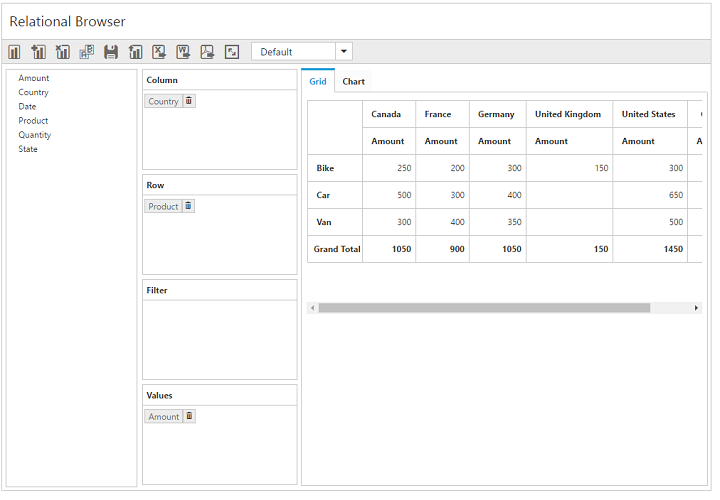 Relational Browser
Default
Amount
Country
Date
Product
Quantity
State
Column
Country
Row
Product
Filter
Values
Amount
Grid Chart
Canada France Germany United Kingdom United States
Amount Amount Amount Amount Amount A
Bike 250 200 300 150 300
Car 500 300 400 650
Van 300 400 350 500
Grand Total 1050 900 1050 150 1450